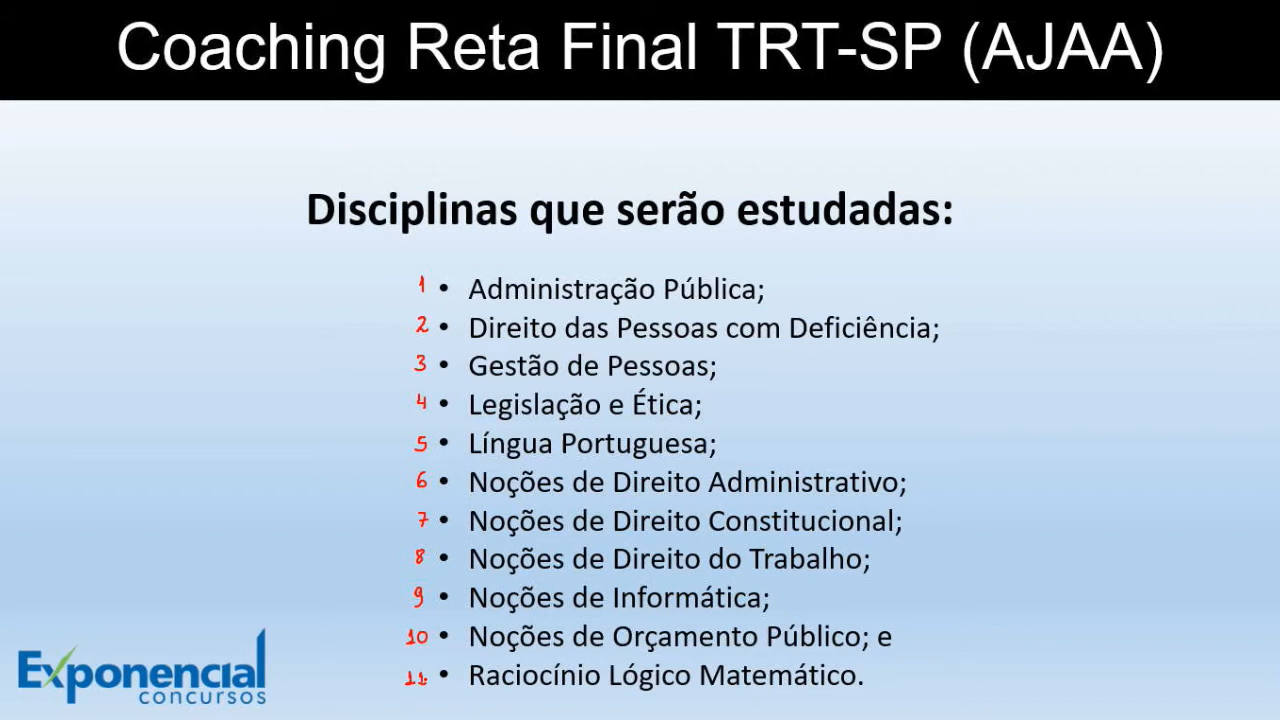 Coaching Reta Final TRT-SP (AJAA)
Disciplinas que serão estudadas:
1 • Administração Pública;
2 • Direito das Pessoas com Deficiência;
3 • Gestão de Pessoas;
4 • Legislação e Ética;
5 • Língua Portuguesa;
6 • Noções de Direito Administrativo;
7 • Noções de Direito Constitucional;
8 • Noções de Direito do Trabalho;
9 • Noções de Informática;
10 • Noções de Orçamento Público; e
11 • Raciocínio Lógico Matemático.
Exponencial
concursos